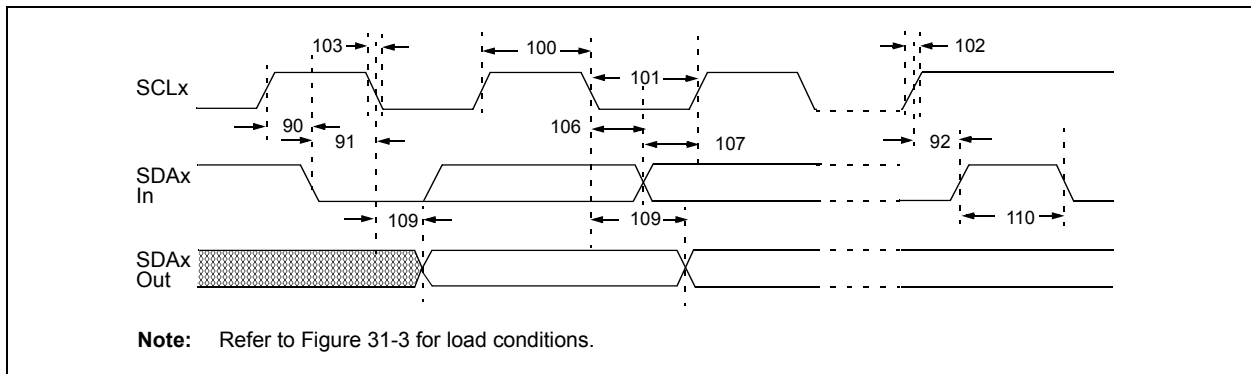 103
100
102
SCLx
101
90
91
106
107
92
SDAx
In
109
109
110
SDAx
Out
Note: Refer to Figure 31-3 for load conditions.